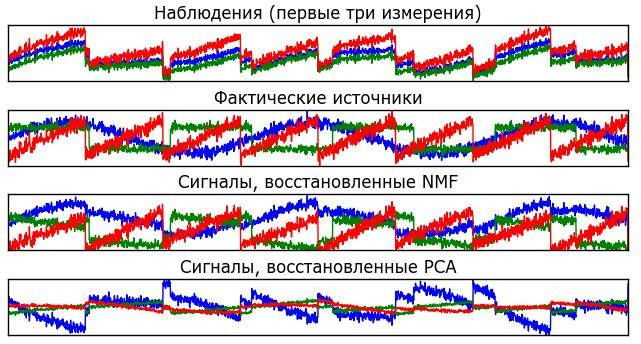 Наблюдения (первые три измерения)
Фактические источники
Сигналы, восстановленные NMF
Сигналы, восстановленные PCA